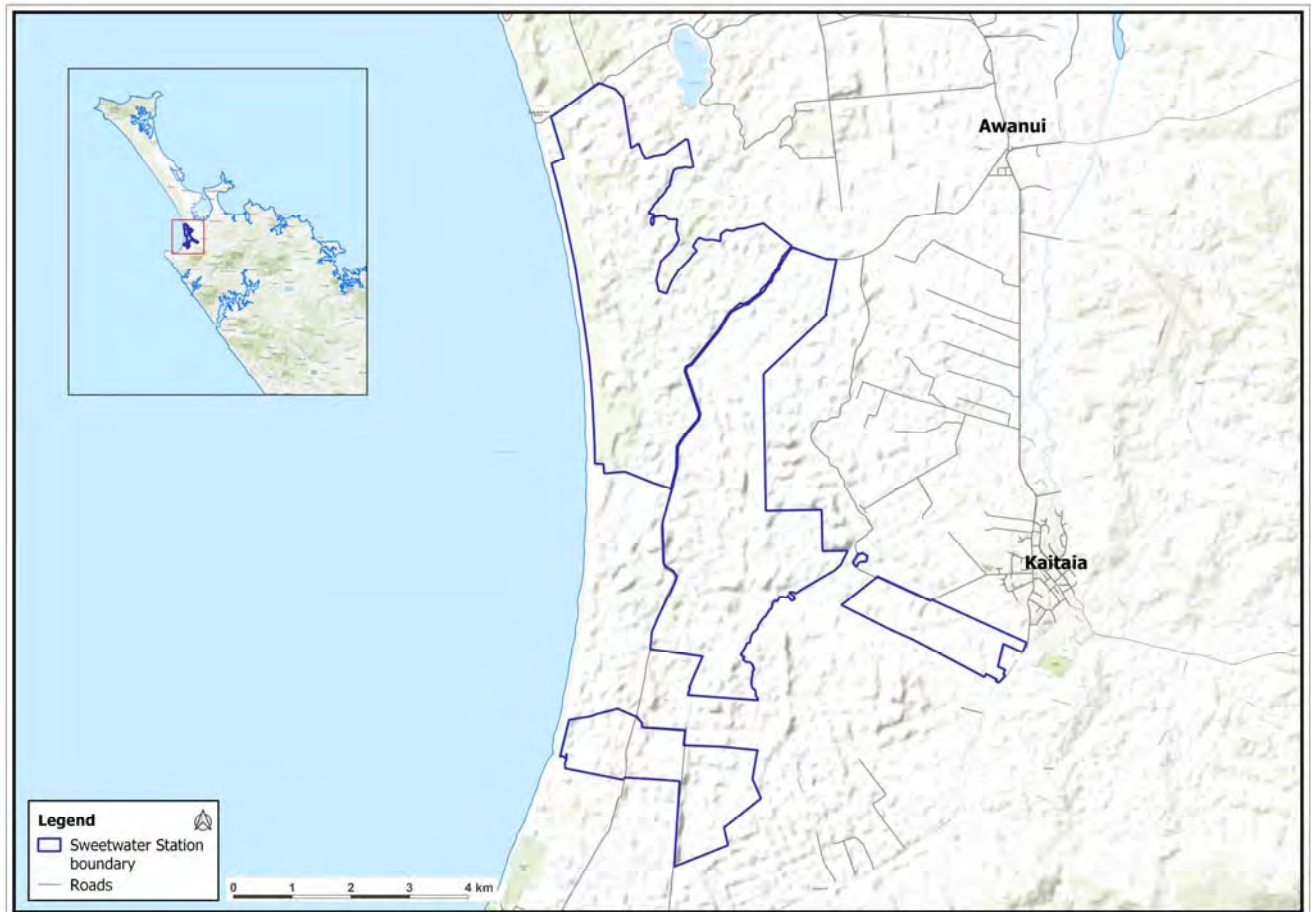 Awanui
Kaitaia
Legend
Sweetwater Station
boundary
Roads
0 1 2 3 4 km